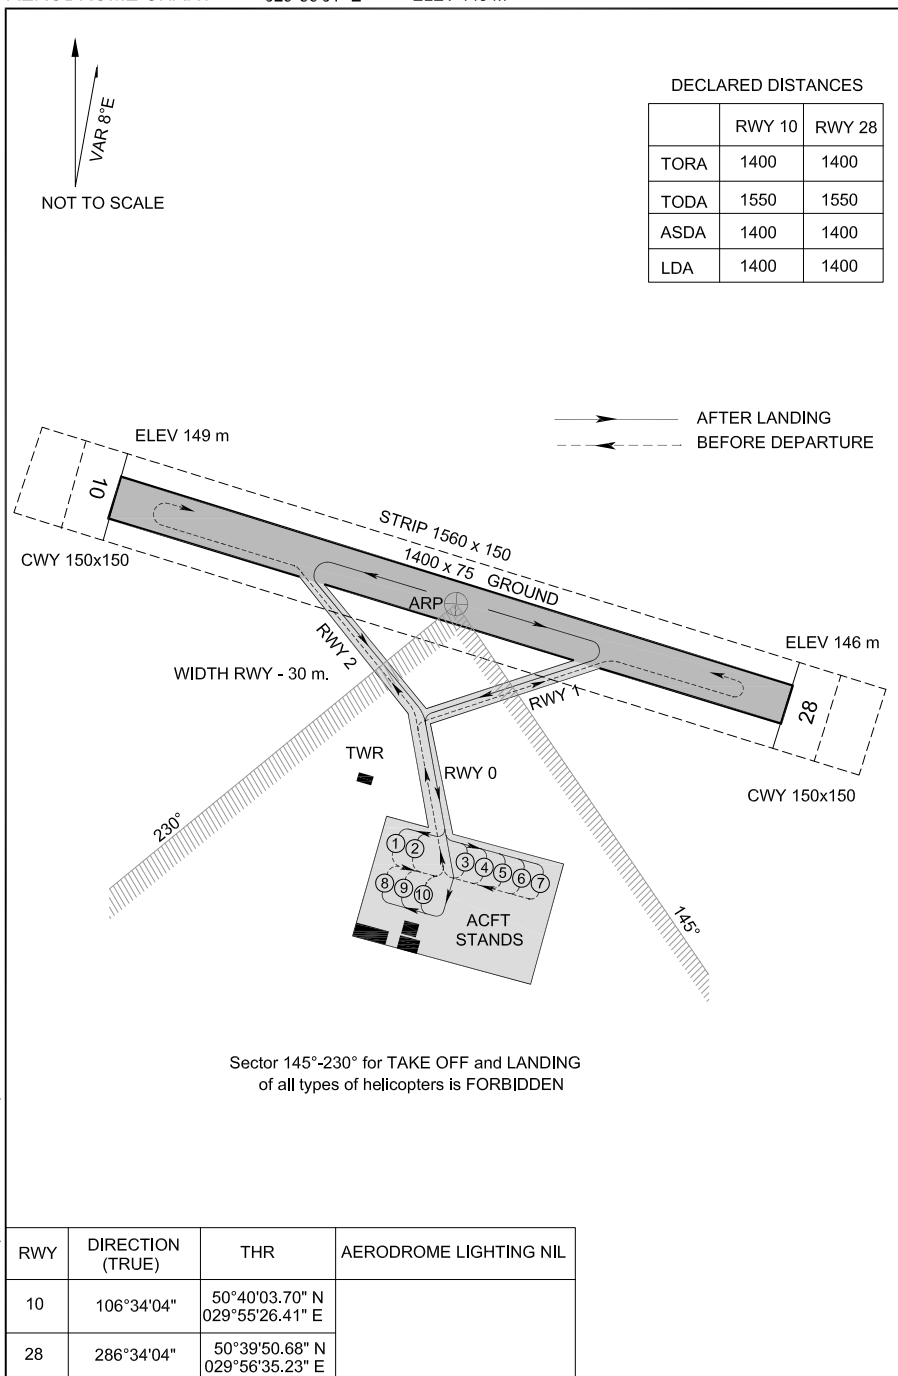 VAR 8°E
NOT TO SCALE
DECLARED DISTANCES
RWY 10 RWY 28
TORA 1400 1400
TODA 1550 1550
ASDA 1400 1400
LDA 1400 1400
AFTER LANDING
BEFORE DEPARTURE
ELEV 149 m
10
CWY 150x150
STRIP 1560 x 150
1400 x 75 GROUND
ARP
ELEV 146 m
28
CWY 150x150
RWY 2
WIDTH RWY - 30 m.
RWY 1
TWR
RWY 0
230°
145°
1 2 3 4 5 6 7
8 9 10
ACFT
STANDS
Sector 145°-230° for TAKE OFF and LANDING
of all types of helicopters is FORBIDDEN
RWY DIRECTION (TRUE) THR AERODROME LIGHTING NIL
10 106°34'04" 50°40'03.70" N
029°55'26.41" E
28 286°34'04" 50°39'50.68" N
029°56'35.23" E